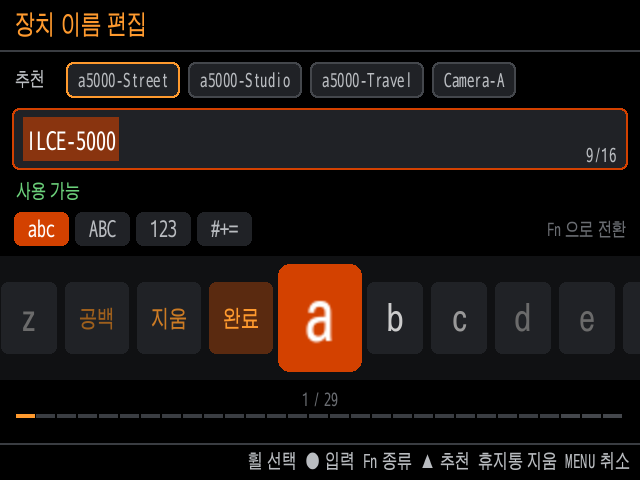 장치 이름 편집
추천 a5000-Street a5000-Studio a5000-Travel Camera-A
ILCE-5000
9/16
사용 가능
abc ABC 123 #+= Fn 으로 전환
z 공백 지움 완료 a b c d e
1 / 29
휠 선택 ● 입력 Fn 종류 ▲ 추천 휴지통 지움 MENU 취소